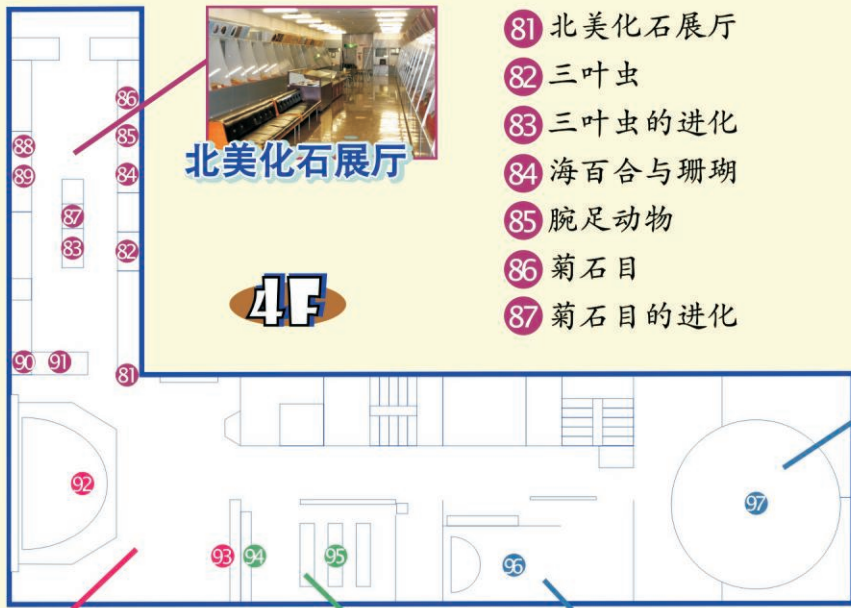 81 北美化石展厅
82 三叶虫
83 三叶虫的进化
84 海百合与珊瑚
85 腕足动物
86 菊石目
87 菊石目的进化
北美化石展厅
4F
86
85
88
89
84
87
83
82
90 91
81
92
97
93 94 95
96